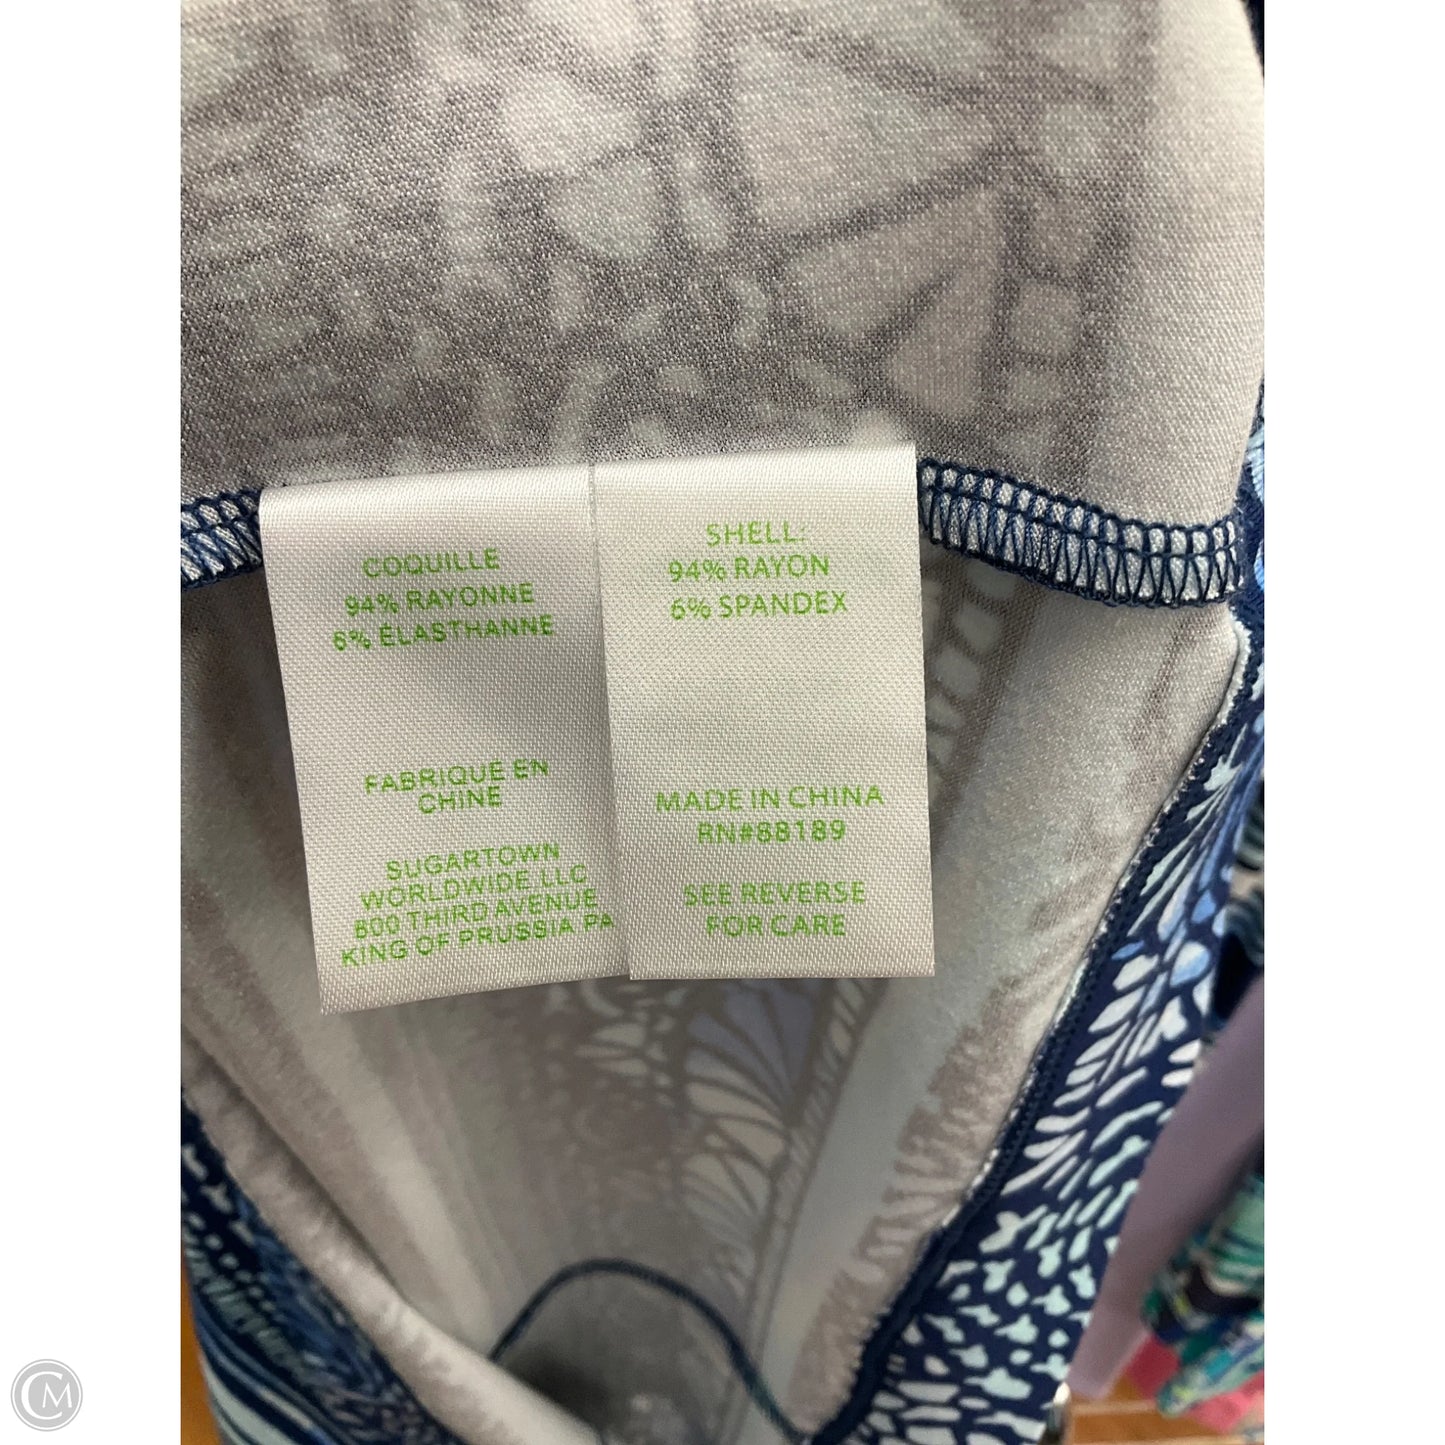 COQUILLE
94% RAYONNE
6% ÉLASTHANNE
FABRIQUE EN
CHINE
SUGARTOWN
WORLDWIDE LLC
800 THIRD AVENUE
KING OF PRUSSIA PA
SHELL:
94% RAYON
6% SPANDEX
MADE IN CHINA
RN#88189
SEE REVERSE
FOR CARE
CM